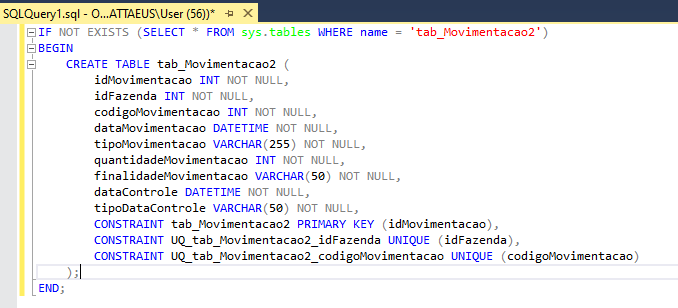 SQLQuery1.sql - O...ATTAEUS\User (56))*
IF NOT EXISTS (SELECT * FROM sys.tables WHERE name = 'tab_Movimentacao2')
BEGIN
CREATE TABLE tab_Movimentacao2 (
idMovimentacao INT NOT NULL,
idFazenda INT NOT NULL,
codigoMovimentacao INT NOT NULL,
dataMovimentacao DATETIME NOT NULL,
tipoMovimentacao VARCHAR(255) NOT NULL,
quantidadeMovimentacao INT NOT NULL,
finalidadeMovimentacao VARCHAR(50) NOT NULL,
dataControle DATETIME NOT NULL,
tipoDataControle VARCHAR(50) NOT NULL,
CONSTRAINT tab_Movimentacao2 PRIMARY KEY (idMovimentacao),
CONSTRAINT UQ_tab_Movimentacao2_idFazenda UNIQUE (idFazenda),
CONSTRAINT UQ_tab_Movimentacao2_codigoMovimentacao UNIQUE (codigoMovimentacao)
);
END;